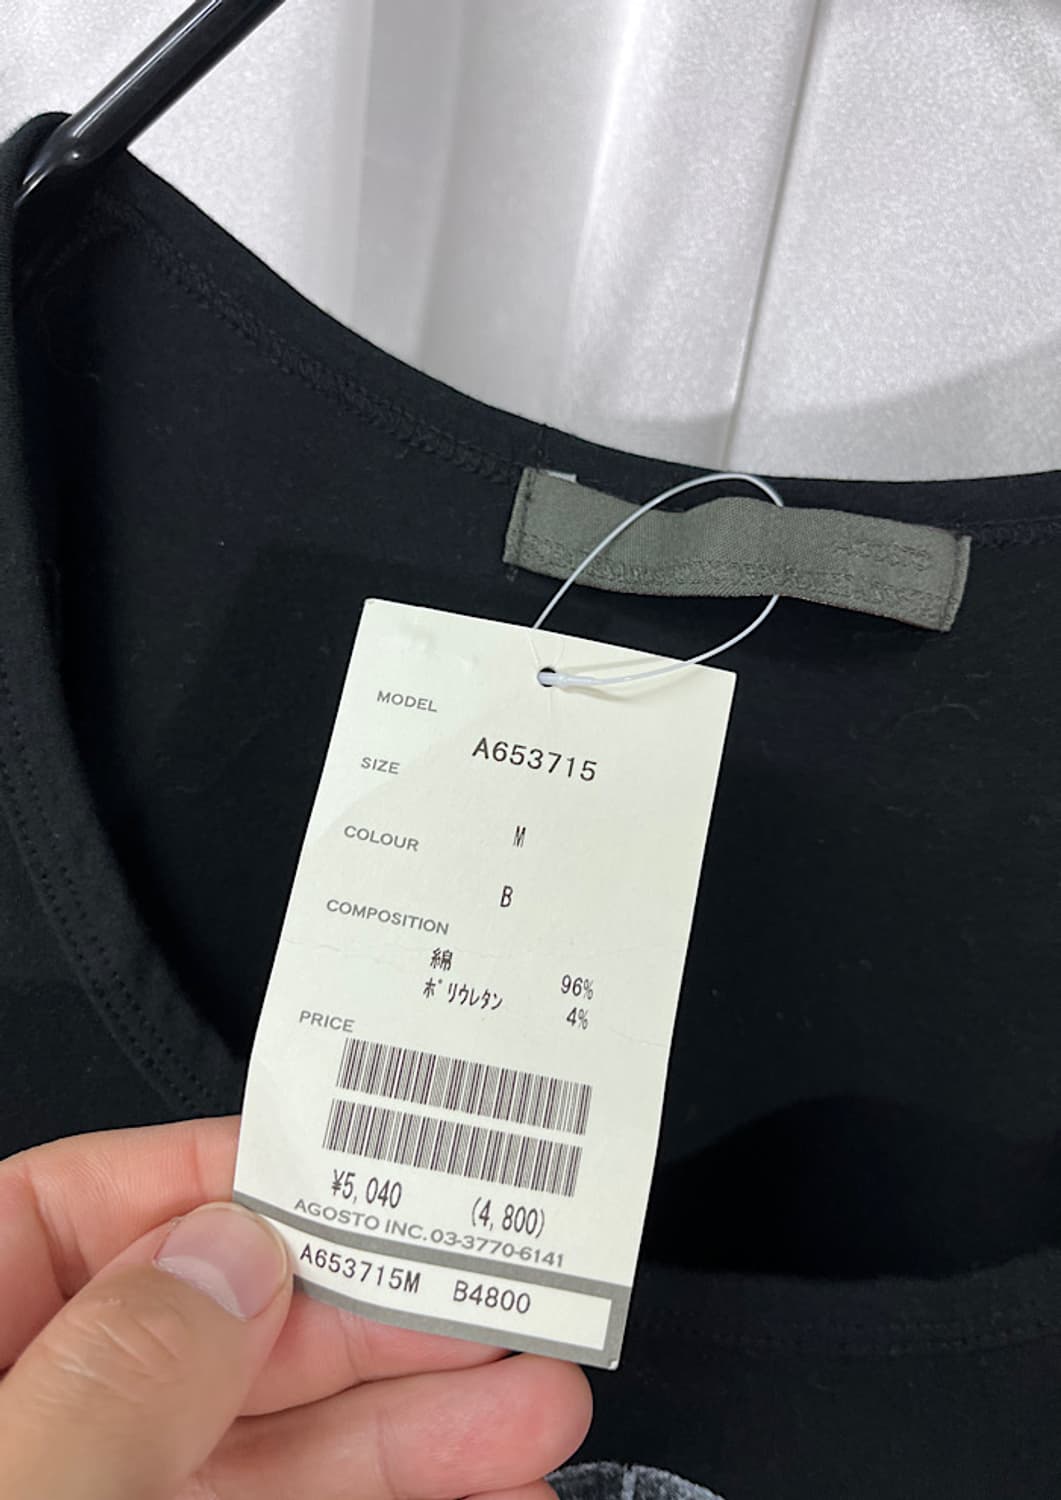 MODEL
A653715
SIZE
M
COLOUR
B
COMPOSITION
綿 96%
ポリウレタン 4%
PRICE
¥5,040 (4,800)
AGOSTO INC. 03-3770-6141
A653715M B4800